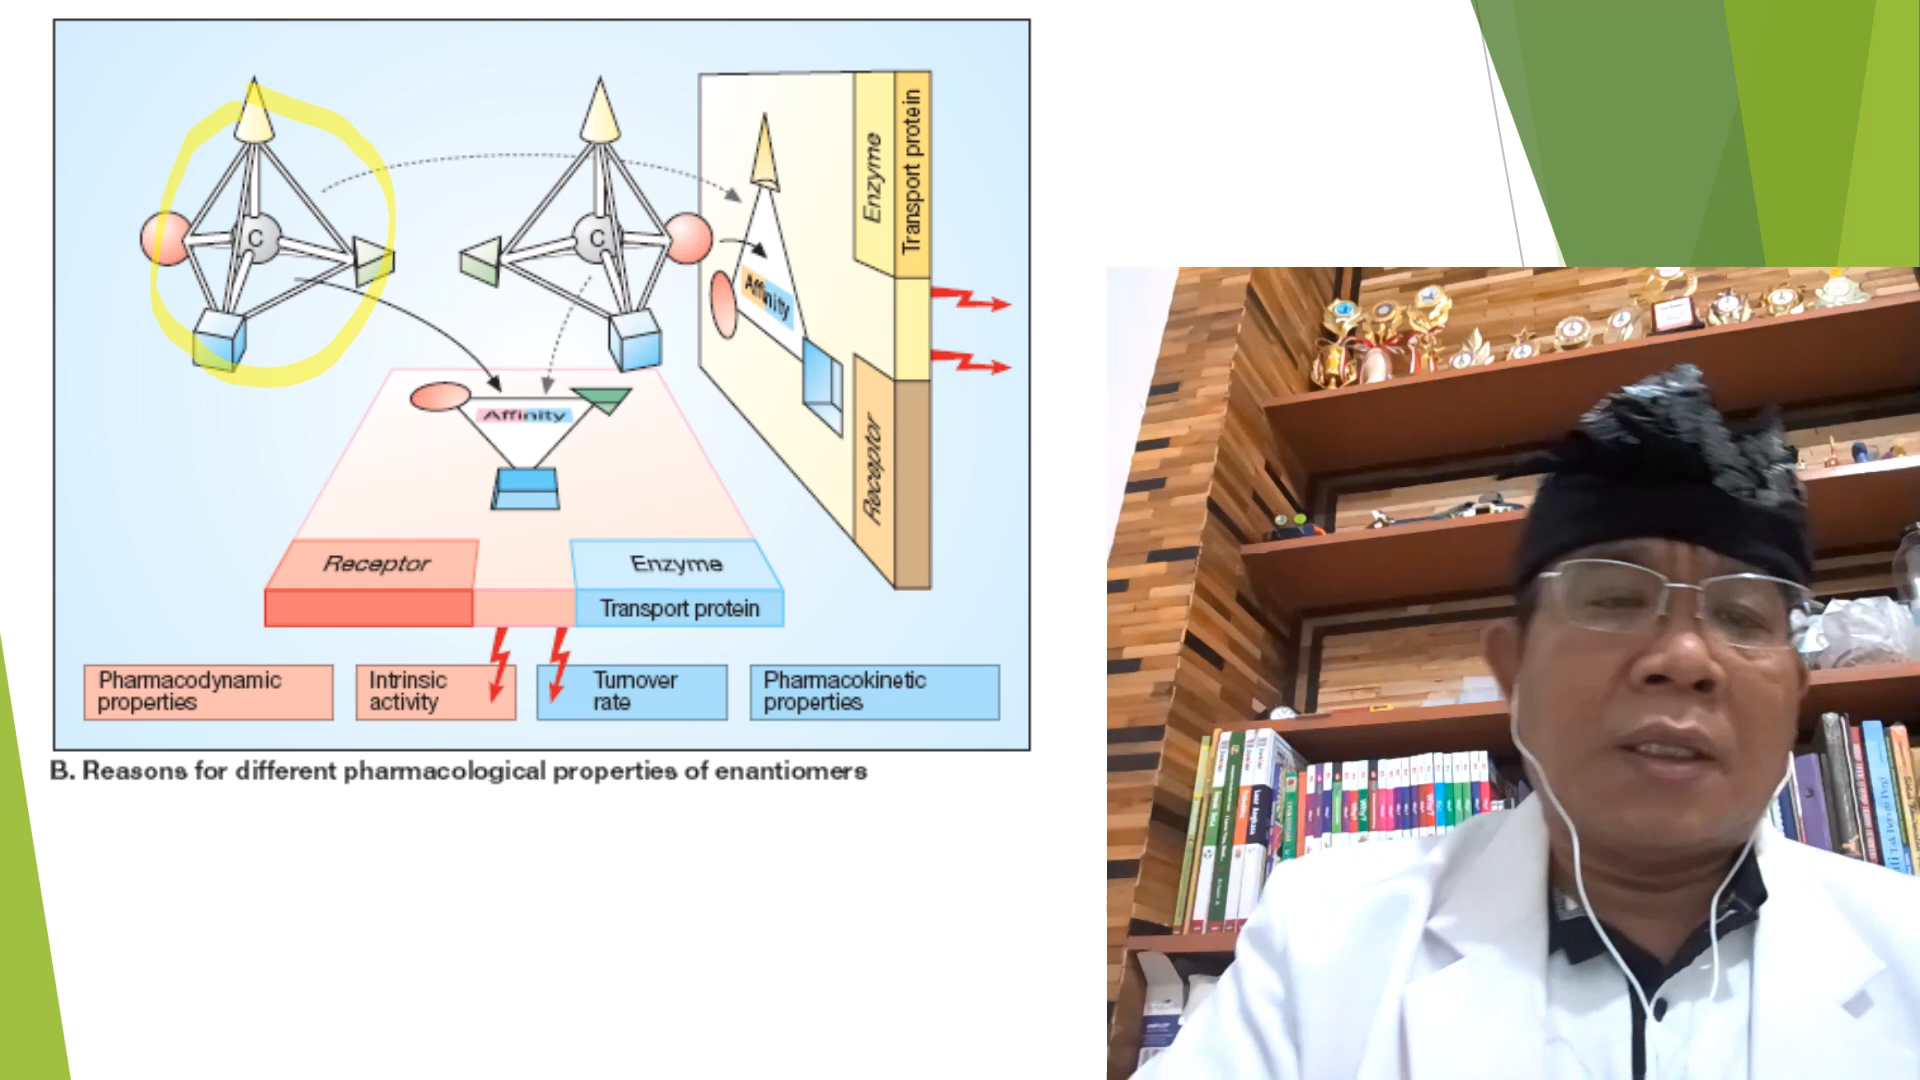 C
C
Enzyme
Transport protein
Affinity
Affinity
Receptor
Receptor
Enzyme
Transport protein
Pharmacodynamic
properties
Intrinsic
activity
Turnover
rate
Pharmacokinetic
properties
B. Reasons for different pharmacological properties of enantiomers